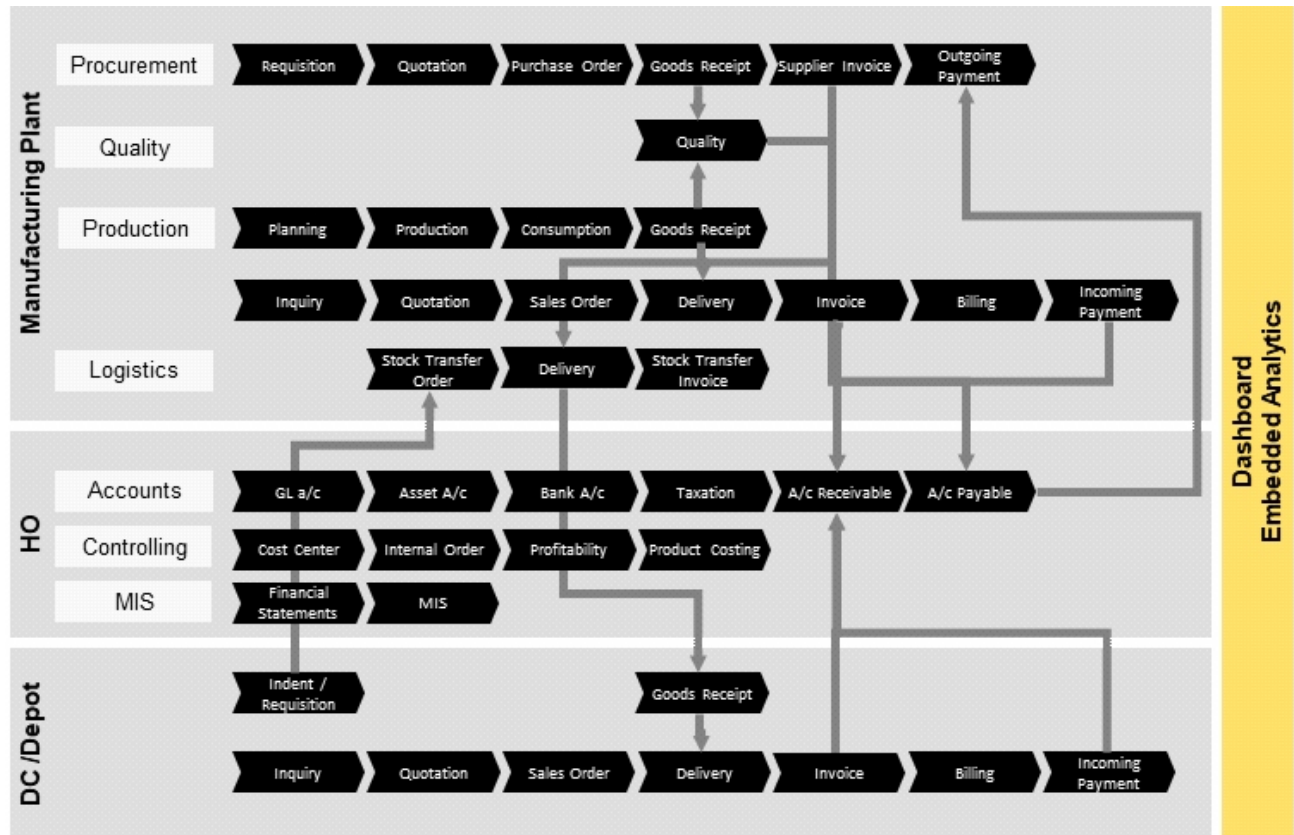 Manufacturing Plant
Procurement
Requisition
Quotation
Purchase Order
Goods Receipt
Supplier Invoice
Outgoing
Payment
Quality
Quality
Production
Planning
Production
Consumption
Goods Receipt
Inquiry
Quotation
Sales Order
Delivery
Invoice
Billing
Incoming
Payment
Logistics
Stock Transfer
Order
Delivery
Stock Transfer
Invoice
HO
Accounts
GL a/c
Asset A/c
Bank A/c
Taxation
A/c Receivable
A/c Payable
Controlling
Cost Center
Internal Order
Profitability
Product Costing
MIS
Financial
Statements
MIS
DC /Depot
Indent /
Requisition
Goods Receipt
Inquiry
Quotation
Sales Order
Delivery
Invoice
Billing
Incoming
Payment
Dashboard
Embedded Analytics